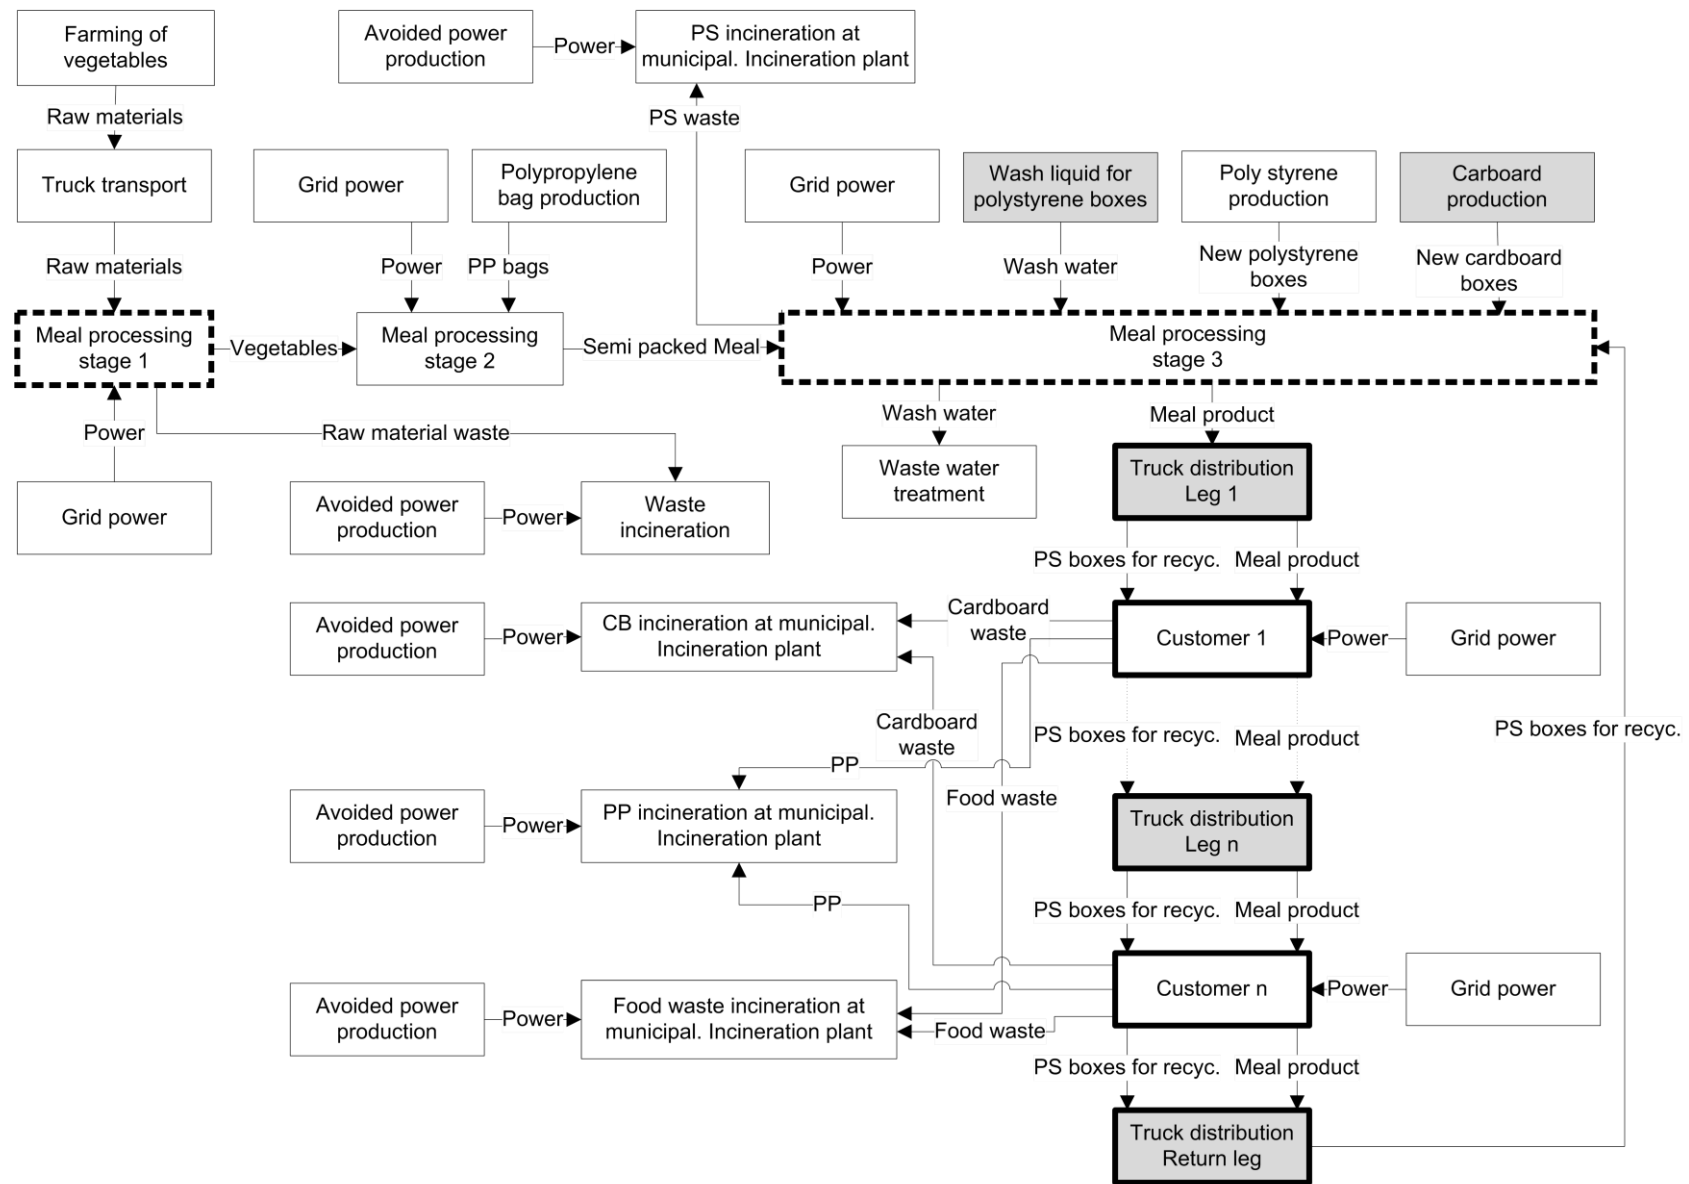 Farming of
vegetables
Avoided power
production
Power
PS incineration at
municipal. Incineration plant
Raw materials
PS waste
Truck transport
Grid power
Polypropylene
bag production
Grid power
Wash liquid for
polystyrene boxes
Poly styrene
production
Carboard
production
Raw materials
Power
PP bags
Power
Wash water
New polystyrene
boxes
New cardboard
boxes
Meal processing
stage 1
Vegetables
Meal processing
stage 2
Semi packed Meal
Meal processing
stage 3
Power
Raw material waste
Wash water
Meal product
Grid power
Avoided power
production
Power
Waste
incineration
Waste water
treatment
Truck distribution
Leg 1
PS boxes for recyc.
Meal product
Avoided power
production
Power
CB incineration at municipal.
Incineration plant
Cardboard
waste
Customer 1
Power
Grid power
Cardboard
waste
PS boxes for recyc.
Meal product
PS boxes for recyc.
PP
Food waste
Avoided power
production
Power
PP incineration at municipal.
Incineration plant
Truck distribution
Leg n
PP
PS boxes for recyc.
Meal product
Avoided power
production
Power
Food waste incineration at
municipal. Incineration plant
Food waste
Customer n
Power
Grid power
PS boxes for recyc.
Meal product
Truck distribution
Return leg